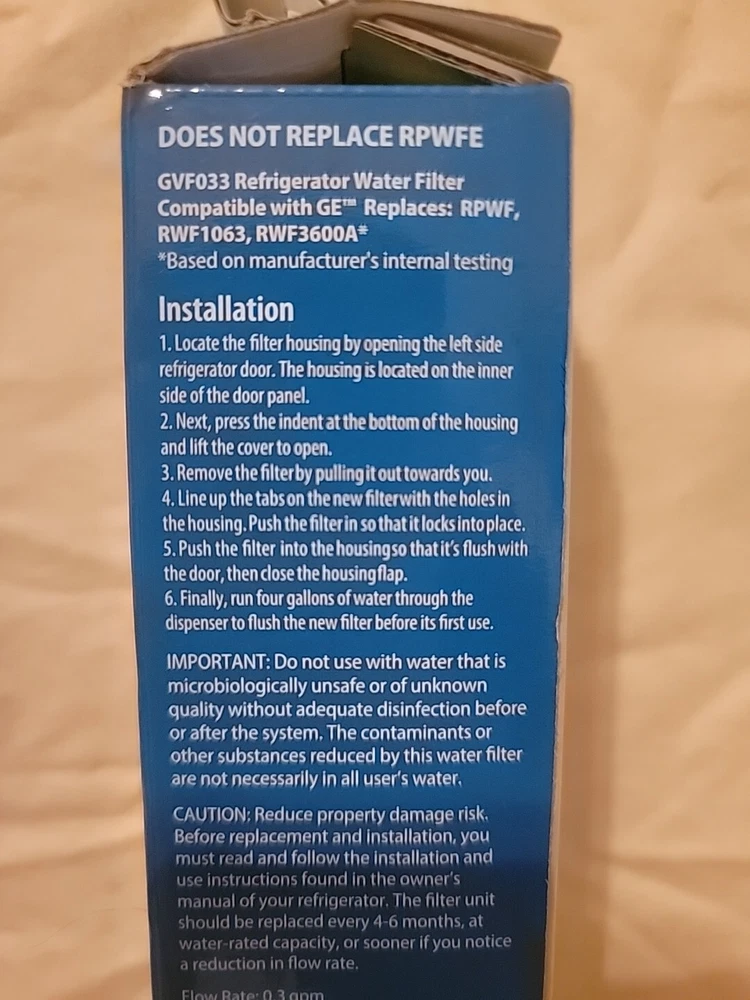 DOES NOT REPLACE RPWFE
GVF033 Refrigerator Water Filter
Compatible with GE™ Replaces: RPWF,
RWF1063, RWF3600A*
*Based on manufacturer's internal testing
Installation
1. Locate the filter housing by opening the left side
refrigerator door. The housing is located on the inner
side of the door panel.
2. Next, press the indent at the bottom of the housing
and lift the cover to open.
3. Remove the filter by pulling it out towards you.
4. Line up the tabs on the new filter with the holes in
the housing. Push the filter in so that it locks into place.
5. Push the filter into the housing so that it's flush with
the door, then close the housing flap.
6. Finally, run four gallons of water through the
dispenser to flush the new filter before its first use.
IMPORTANT: Do not use with water that is
microbiologically unsafe or of unknown
quality without adequate disinfection before
or after the system. The contaminants or
other substances reduced by this water filter
are not necessarily in all user's water.
CAUTION: Reduce property damage risk.
Before replacement and installation, you
must read and follow the installation and
use instructions found in the owner's
manual of your refrigerator. The filter unit
should be replaced every 4-6 months, at
water-rated capacity, or sooner if you notice
a reduction in flow rate.
Flow Rate: 0.3 gpm